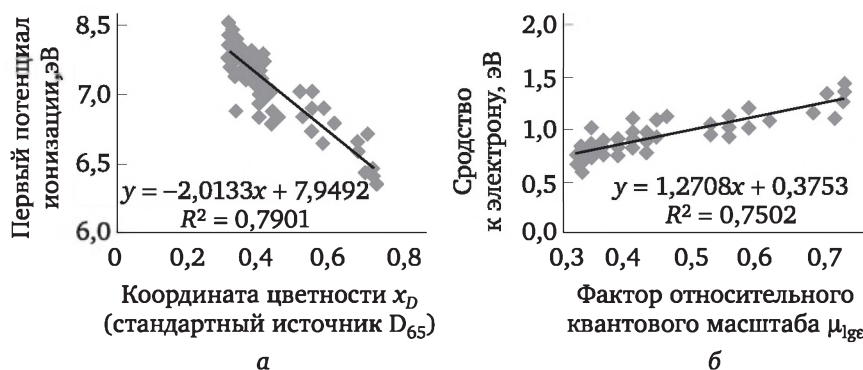 Первый потенциал
ионизации,эВ
8,5
7,0
6,5
6,0
y = –2,0133x + 7,9492
R² = 0,7901
0 0,2 0,4 0,6 0,8
Координата цветности x_D
(стандартный источник D₆₅)
а
Сродство
к электрону, эВ
2,0
1,5
1,0
0,5
0,0
y = 1,2708x + 0,3753
R² = 0,7502
0,3 0,4 0,5 0,6 0,7
Фактор относительного
квантового масштаба μ_lgε
б